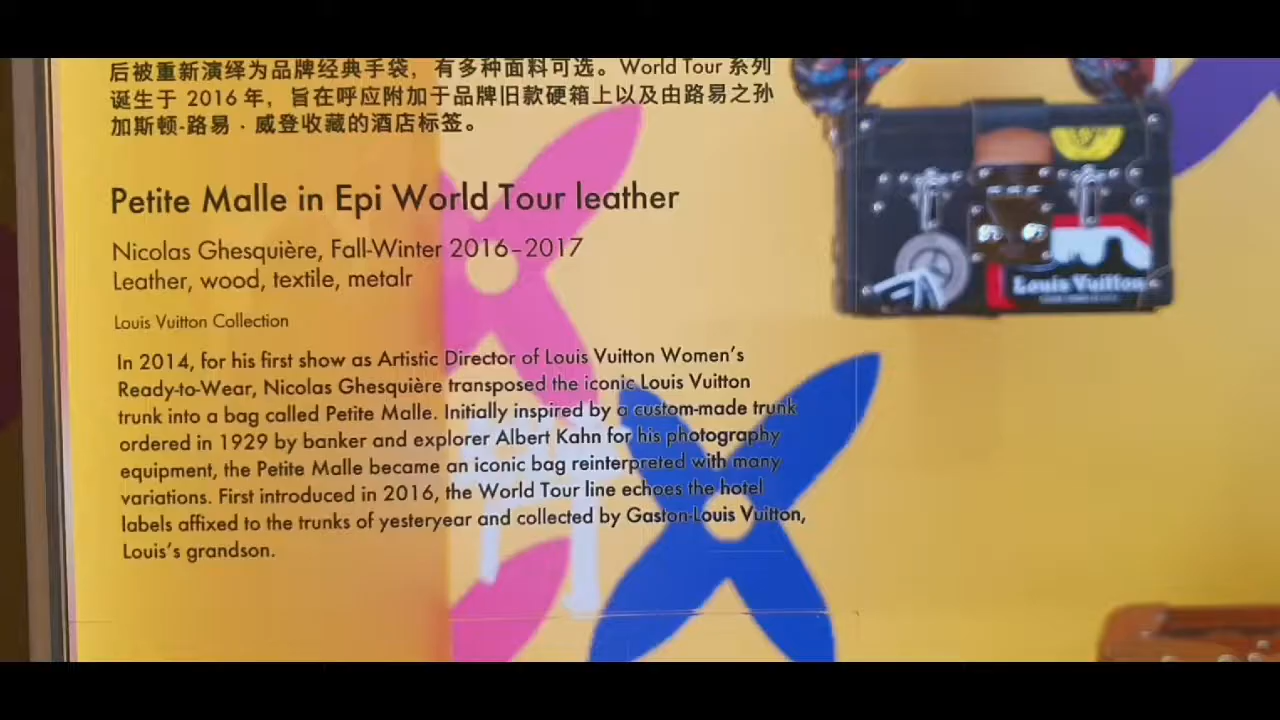 后被重新演绎为品牌经典手袋，有多种面料可选。World Tour 系列
诞生于 2016 年，旨在呼应附加于品牌旧款硬箱上以及由路易之孙
加斯顿-路易 · 威登收藏的酒店标签。
Petite Malle in Epi World Tour leather
Nicolas Ghesquière, Fall-Winter 2016–2017
Leather, wood, textile, metalr
Louis Vuitton Collection
In 2014, for his first show as Artistic Director of Louis Vuitton Women’s
Ready-to-Wear, Nicolas Ghesquière transposed the iconic Louis Vuitton
trunk into a bag called Petite Malle. Initially inspired by a custom-made trunk
ordered in 1929 by banker and explorer Albert Kahn for his photography
equipment, the Petite Malle became an iconic bag reinterpreted with many
variations. First introduced in 2016, the World Tour line echoes the hotel
labels affixed to the trunks of yesteryear and collected by Gaston-Louis Vuitton,
Louis’s grandson.
Louis Vuitton